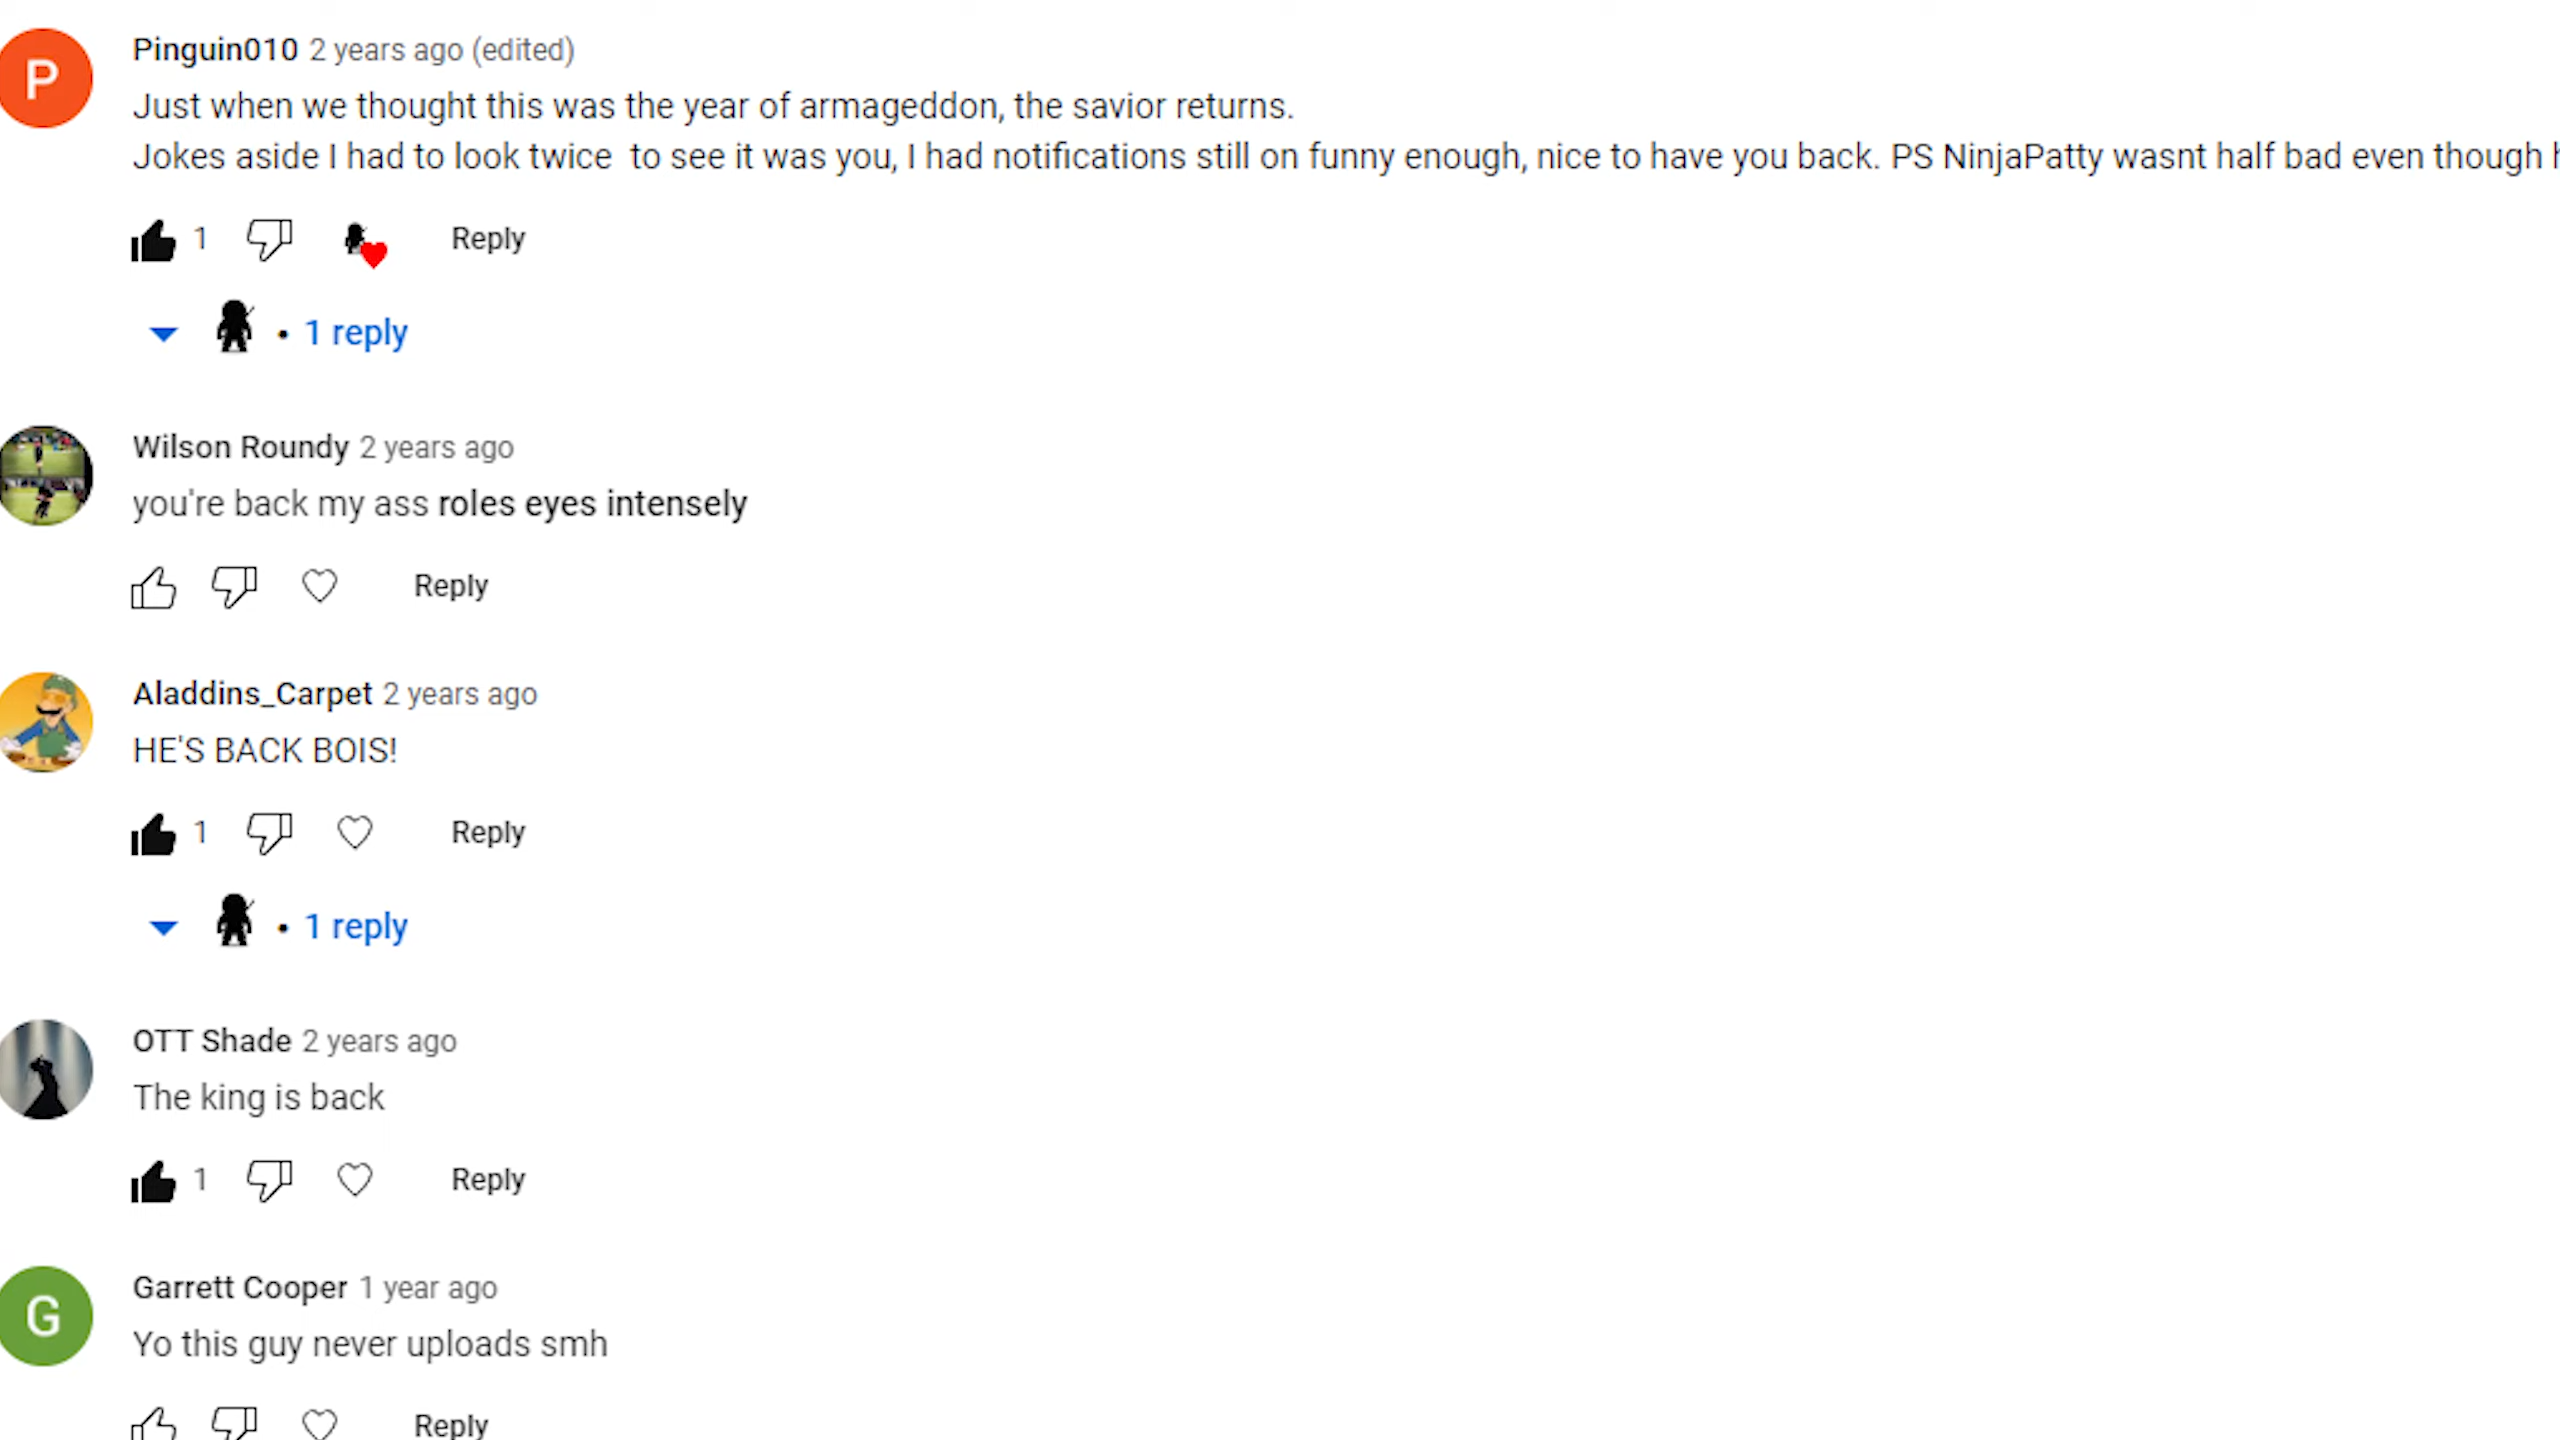 P
Pinguin010 2 years ago (edited)
Just when we thought this was the year of armageddon, the savior returns.
Jokes aside I had to look twice  to see it was you, I had notifications still on funny enough, nice to have you back. PS NinjaPatty wasnt half bad even though
1 Reply
• 1 reply
Wilson Roundy 2 years ago
you're back my ass roles eyes intensely
Reply
Aladdins_Carpet 2 years ago
HE'S BACK BOIS!
1 Reply
• 1 reply
OTT Shade 2 years ago
The king is back
1 Reply
G
Garrett Cooper 1 year ago
Yo this guy never uploads smh
Reply